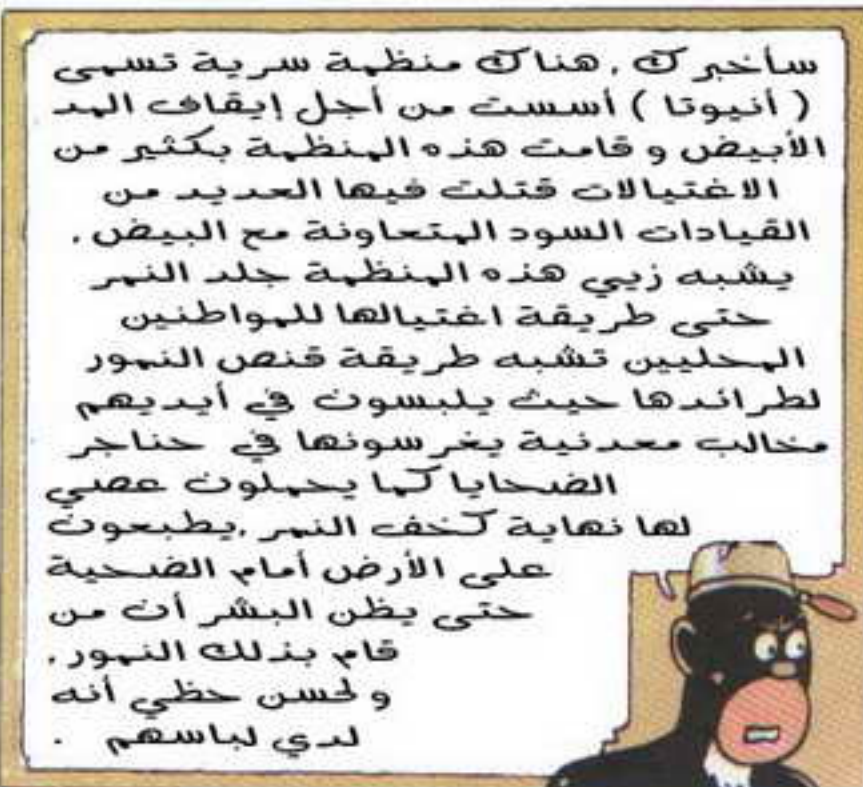 سأخبرك . هناك منظمة سرية تسمى
( أنيوتا ) أسست من أجل إيقاف المد
الأبيض و قامت هذه المنظمة بكثير من
الاغتيالات قتلت فيها العديد من
القيادات السود المتعاونة مع البيض .
يشبه زيي هذه المنظمة جلد النمر
حتى طريقة اغتيالها للمواطنين
المحليين تشبه طريقة قنص النمور
لطرائدها حيث يلبسون في أيديهم
مخالب معدنية يغرسونها في حناجر
الضحايا كما يحملون عصي
لها نهاية كخف النمر .يطبعون
على الأرض أمام الضحية
حتى يظن البشر أن من
قام بذلك النمور .
و لحسن حظي أنه
لدي لباسهم .